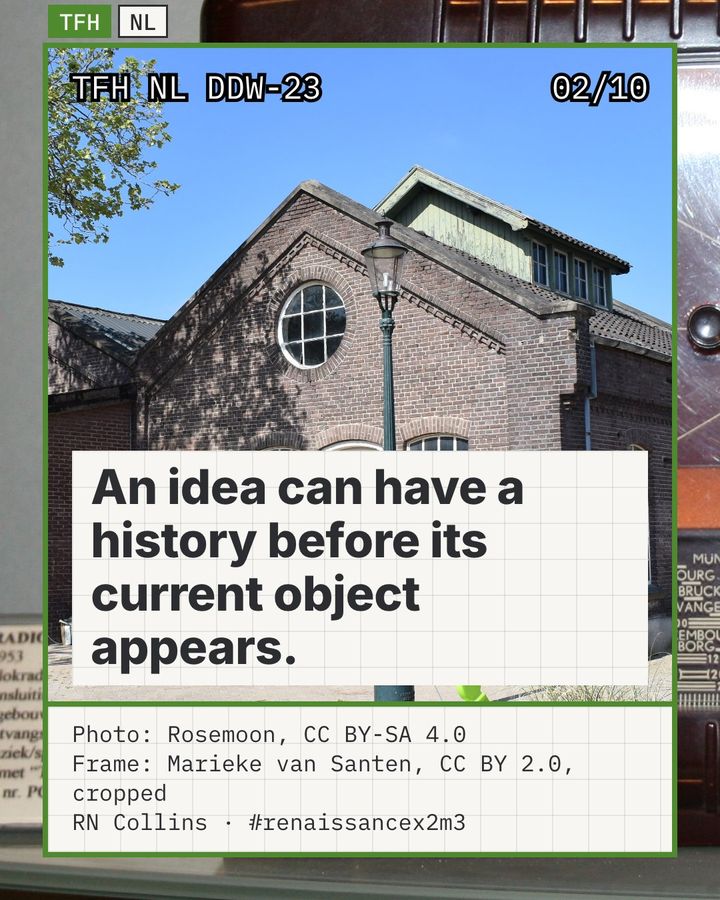 TFH NL
TFH NL DDW-23 02/10
An idea can have a
history before its
current object
appears.
Photo: Rosemoon, CC BY-SA 4.0
Frame: Marieke van Santen, CC BY 2.0,
cropped
RN Collins · #renaissancex2m3
RADIO